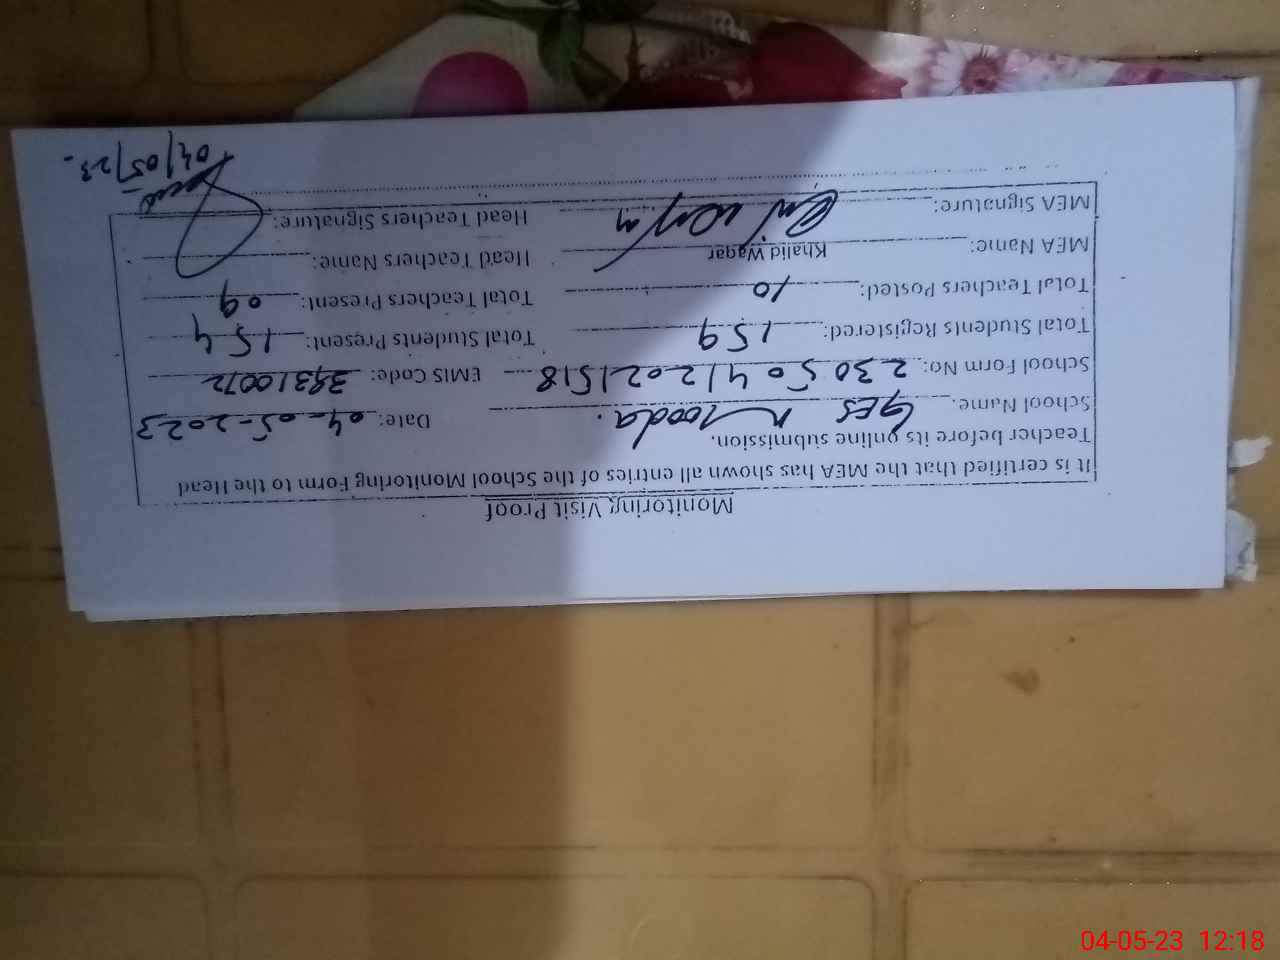 Monitoring Visit Proof
It is certified that the MEA has shown all entries of the School Monitoring Form to the Head
Teacher before its online submission.
School Name. GES Date: 04-05-2023
School Form No: 23050412021518 EMIS Code: 39310072
Total Students Registered: 159 Total Students Present: 154
Total Teachers Posted: 10 Total Teachers Present: 09
MEA Name: Khalid Waqar Head Teachers Name:
MEA Signature: Head Teachers Signature:
04/05/23.
04-05-23 12:18